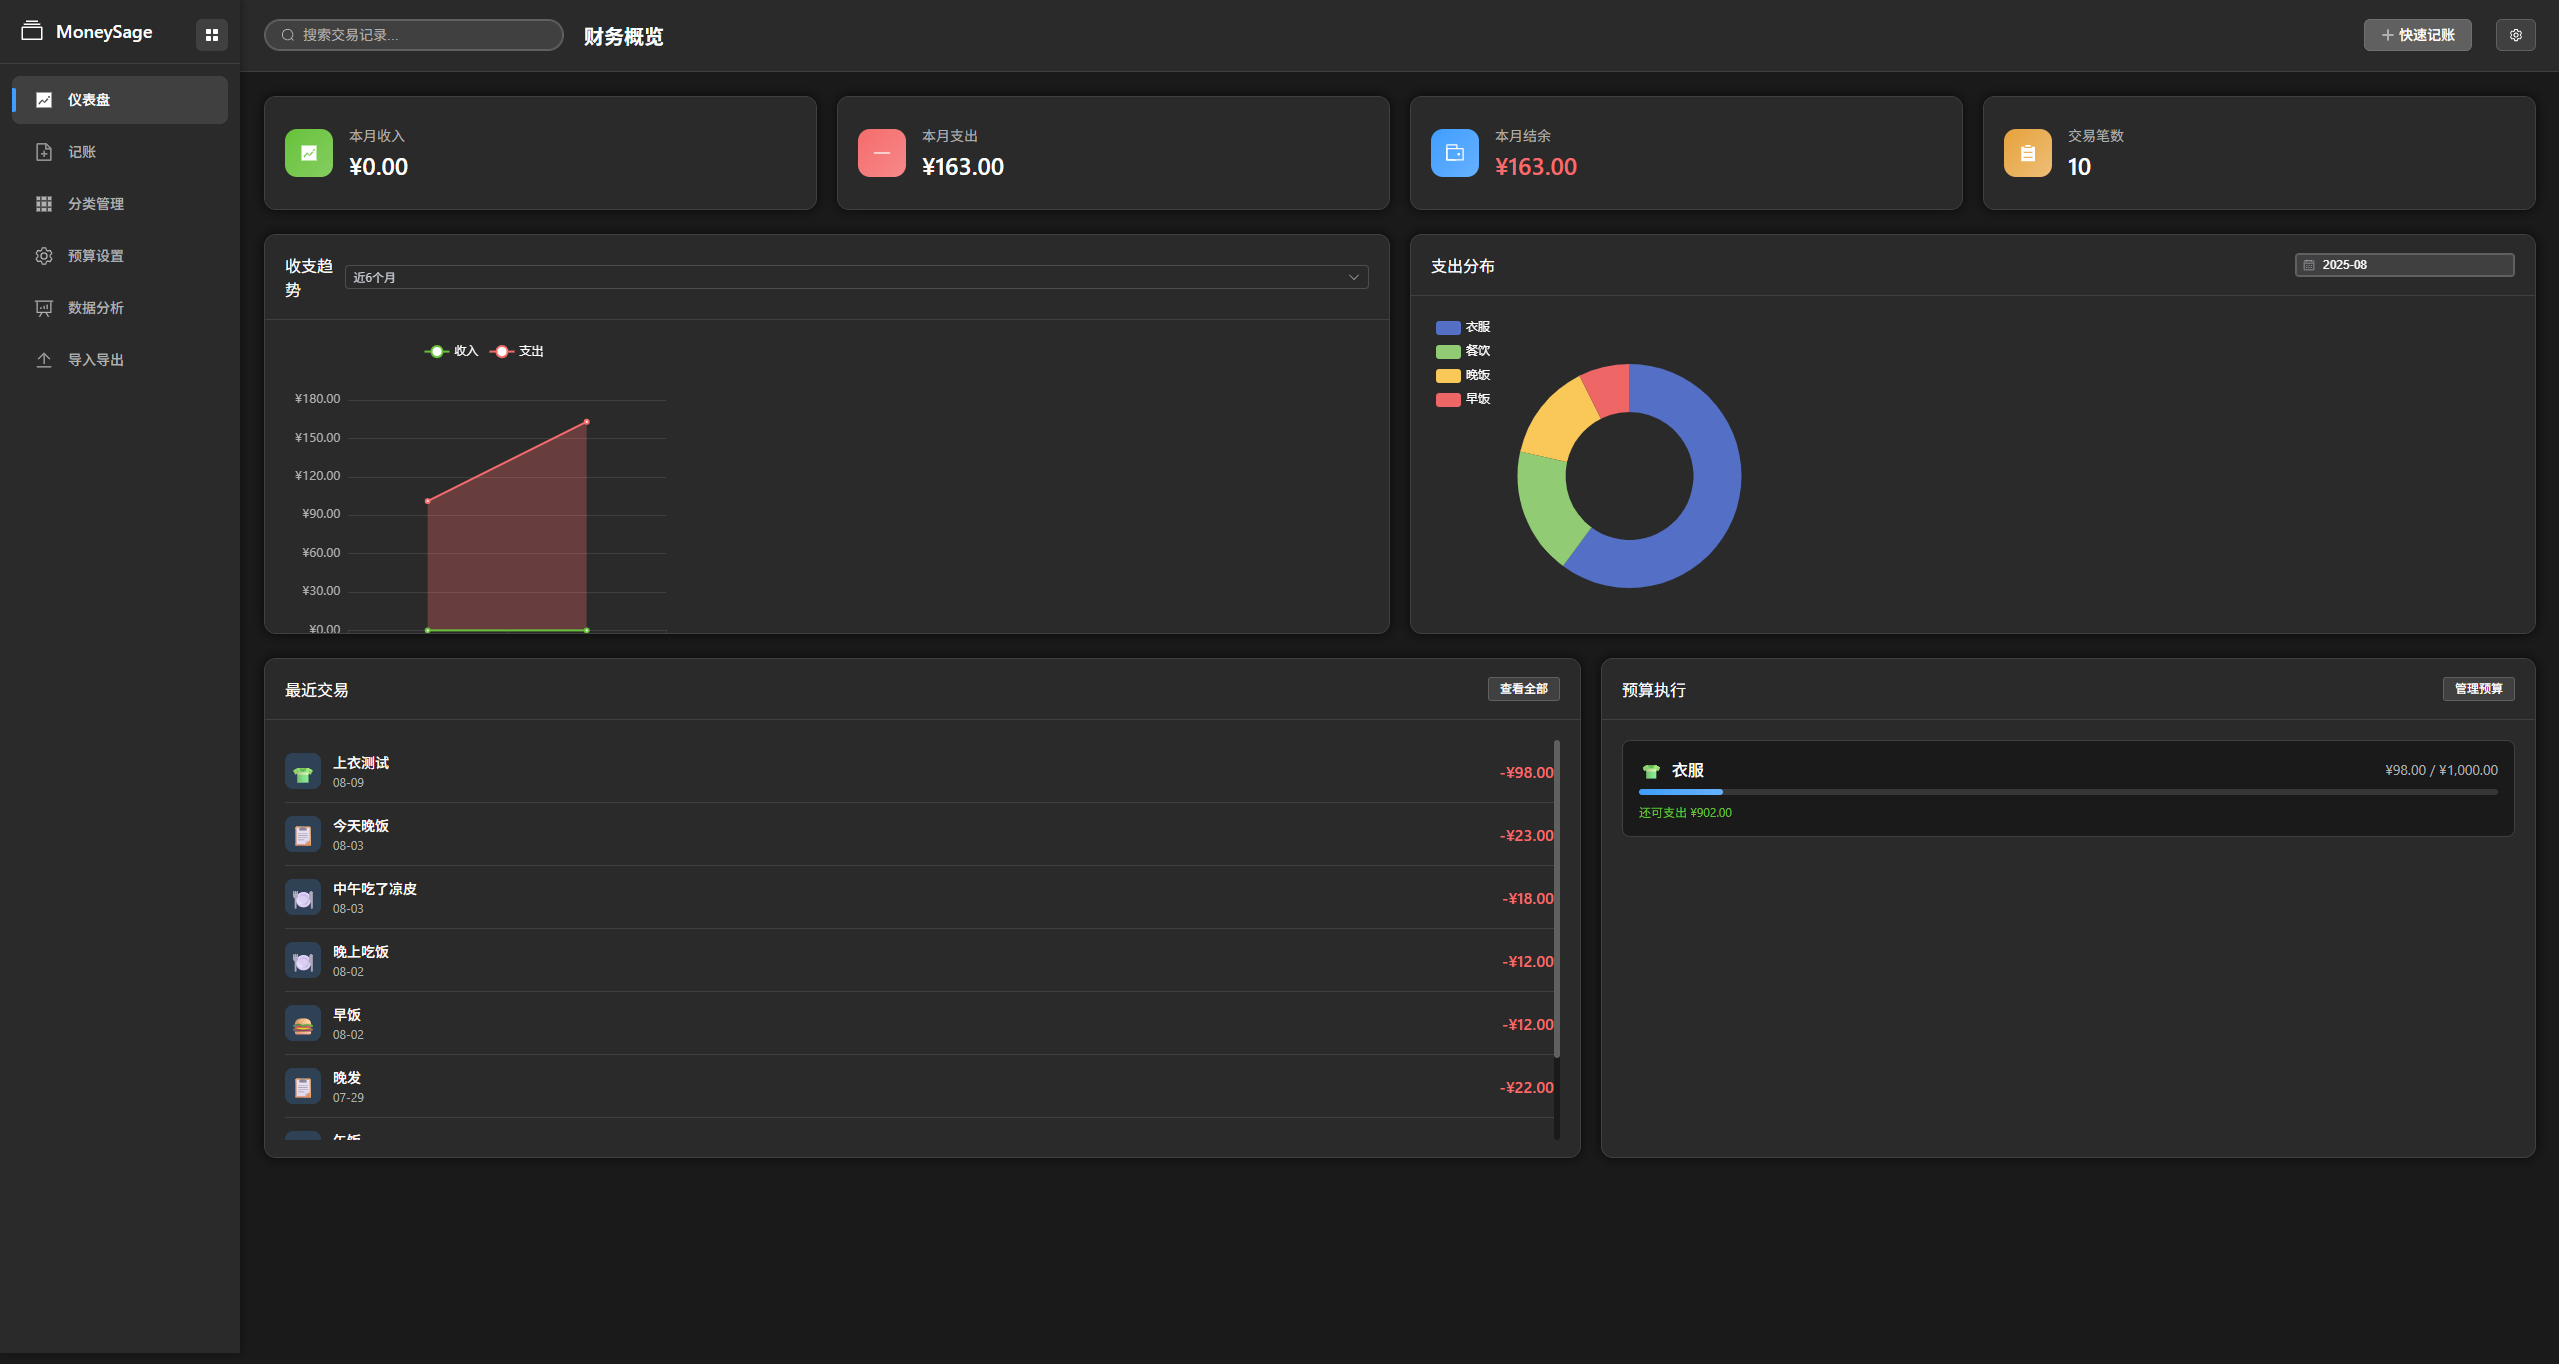 MoneySage
搜索交易记录...
财务概览
快速记账
仪表盘
记账
分类管理
预算设置
数据分析
导入导出
本月收入
¥0.00
本月支出
¥163.00
本月结余
¥163.00
交易笔数
10
收支趋
势
近6个月
收入
支出
¥180.00
¥150.00
¥120.00
¥90.00
¥60.00
¥30.00
¥0.00
支出分布
2025-08
衣服
餐饮
晚饭
早饭
最近交易
查看全部
上衣测试
08-09
-¥98.00
今天晚饭
08-03
-¥23.00
中午吃了凉皮
08-03
-¥18.00
晚上吃饭
08-02
-¥12.00
早饭
08-02
-¥12.00
晚发
07-29
-¥22.00
午饭
预算执行
管理预算
衣服
¥98.00 / ¥1,000.00
还可支出 ¥902.00